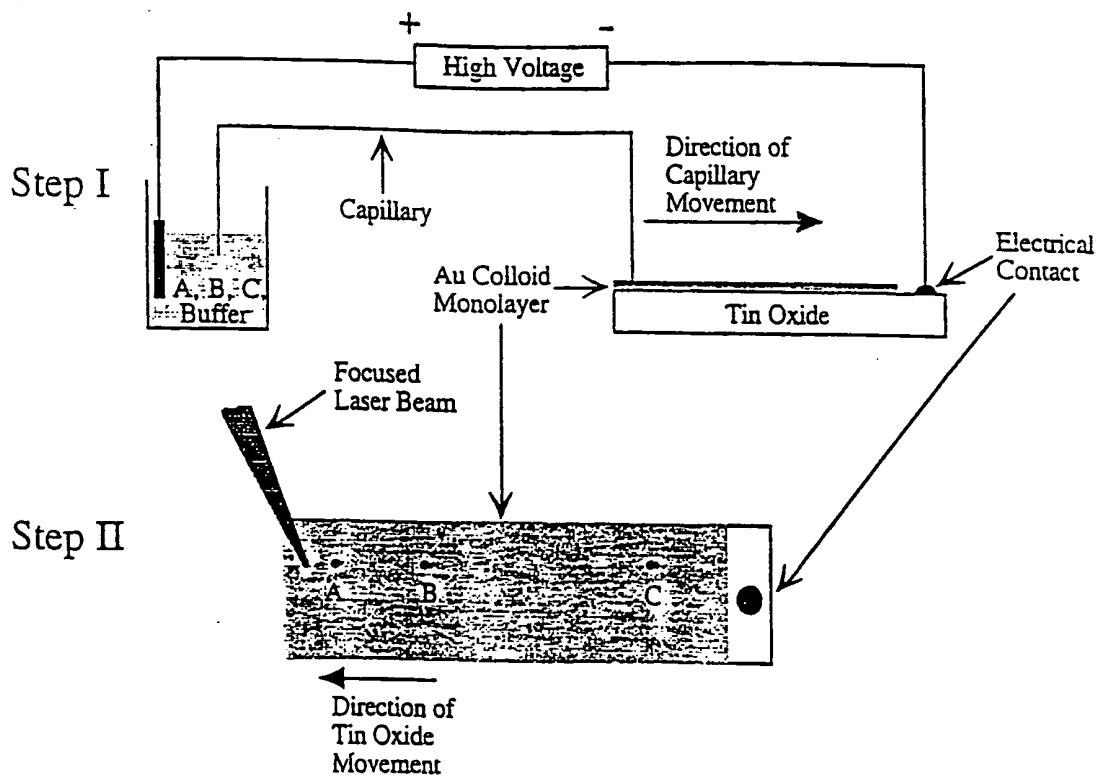 + -
High Voltage
Step I
Capillary
Direction of
Capillary
Movement
A, B, C,
Buffer
Au Colloid
Monolayer
Electrical
Contact
Tin Oxide
Focused
Laser Beam
Step II
A B C
Direction of
Tin Oxide
Movement